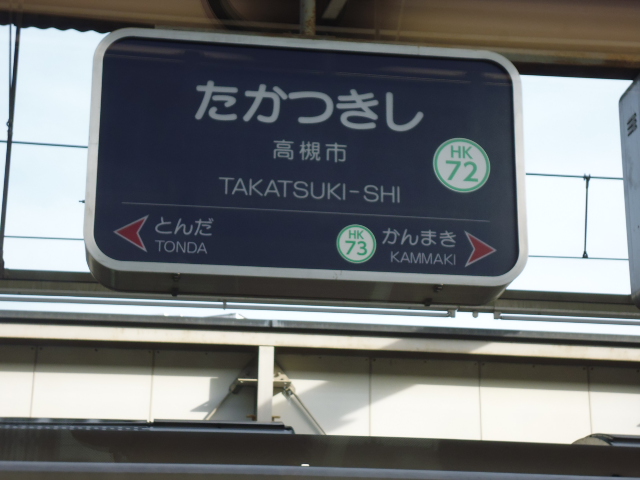 たかつきし
高槻市
HK
72
TAKATSUKI-SHI
とんだ
TONDA
HK
73
かんまき
KAMMAKI